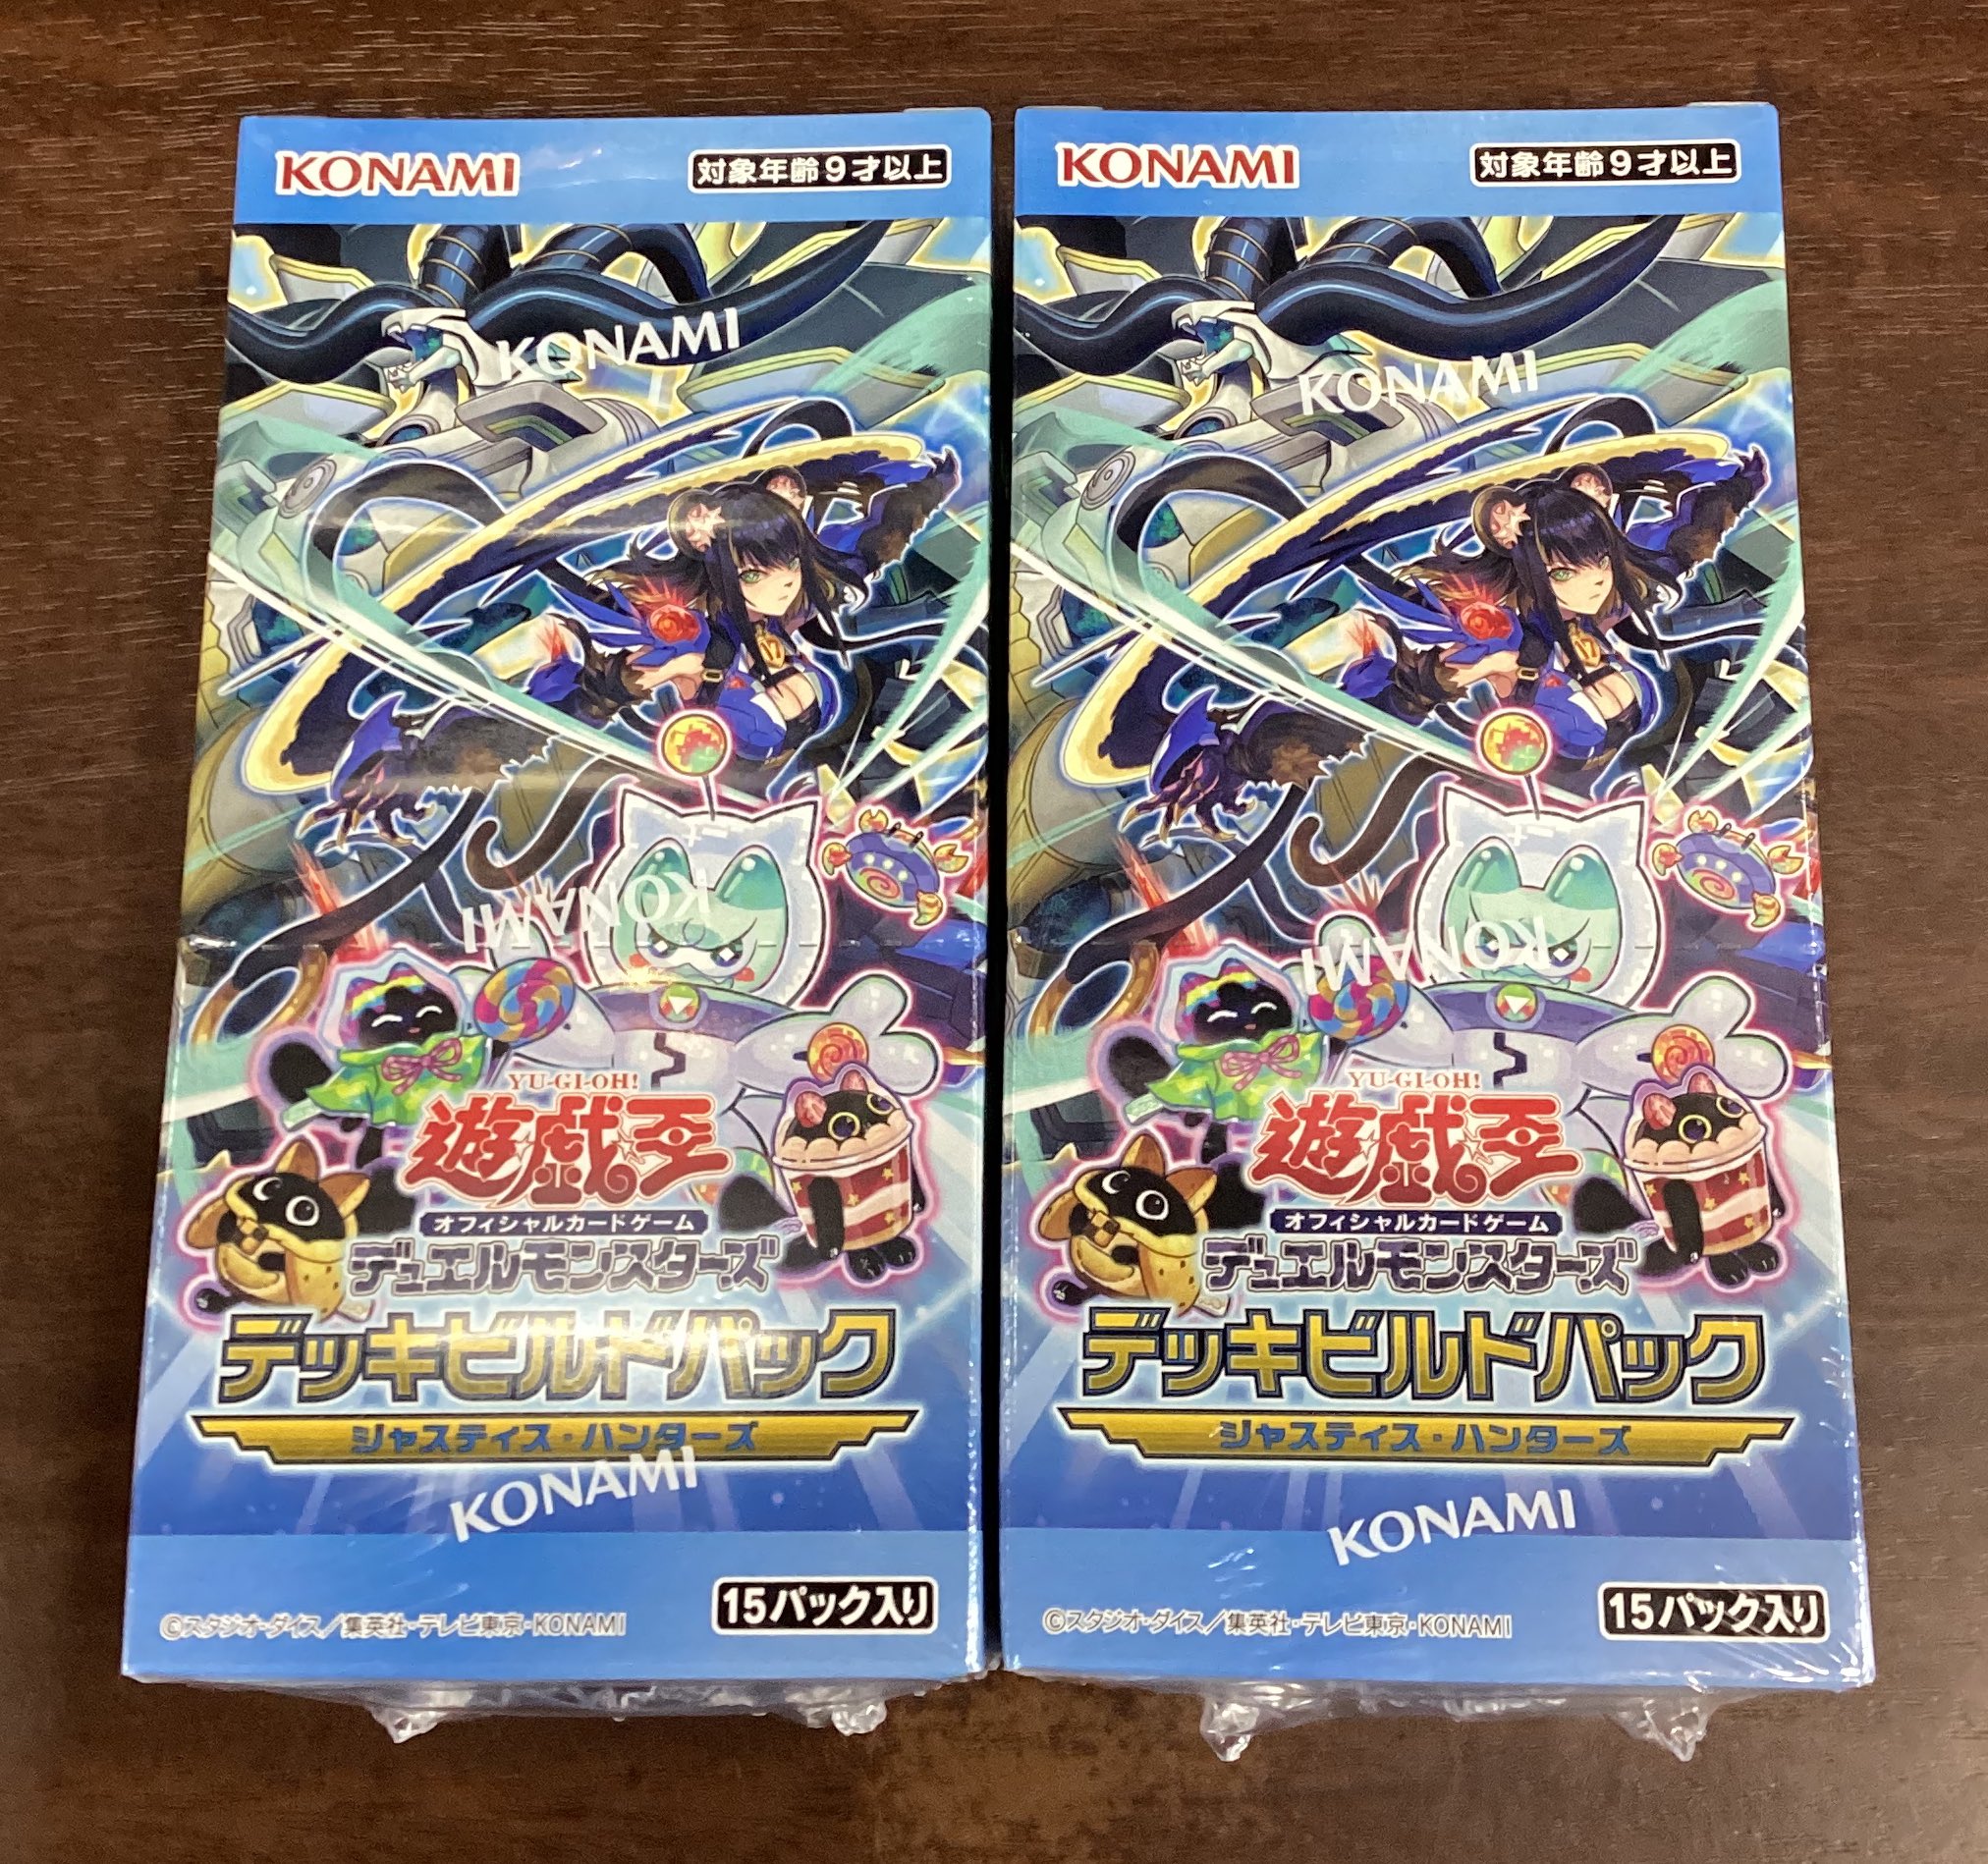 KONAMI
対象年齢9才以上
KONAMI
I
KONAMI
YU-GI-OH!
遊戯王
オフィシャルカードゲーム
デュエルモンスターズ
デッキビルドパック
ジャスティス・ハンターズ
KONAMI
15パック入り
©スタジオ・ダイス/集英社・テレビ東京・KONAMI
KONAMI
対象年齢9才以上
KONAMI
KONAMI
YU-GI-OH!
遊戯王
オフィシャルカードゲーム
デュエルモンスターズ
デッキビルドパック
ジャスティス・ハンターズ
KONAMI
15パック入り
©スタジオ・ダイス/集英社・テレビ東京・KONAMI